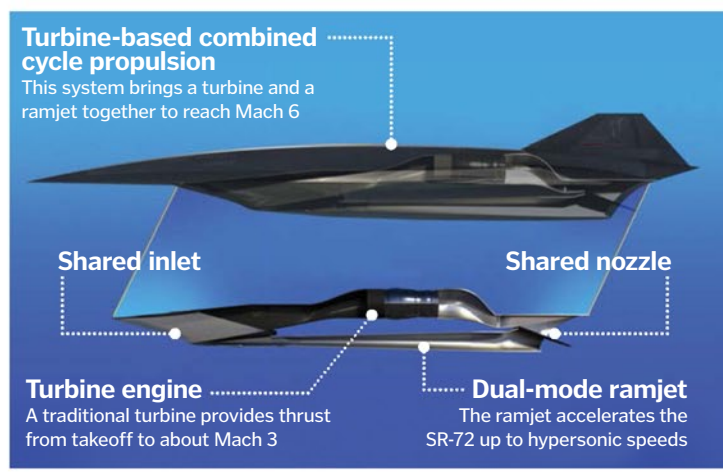 Turbine-based combined
cycle propulsion
This system brings a turbine and a
ramjet together to reach Mach 6
Shared inlet
Shared nozzle
Turbine engine
A traditional turbine provides thrust
from takeoff to about Mach 3
Dual-mode ramjet
The ramjet accelerates the
SR-72 up to hypersonic speeds